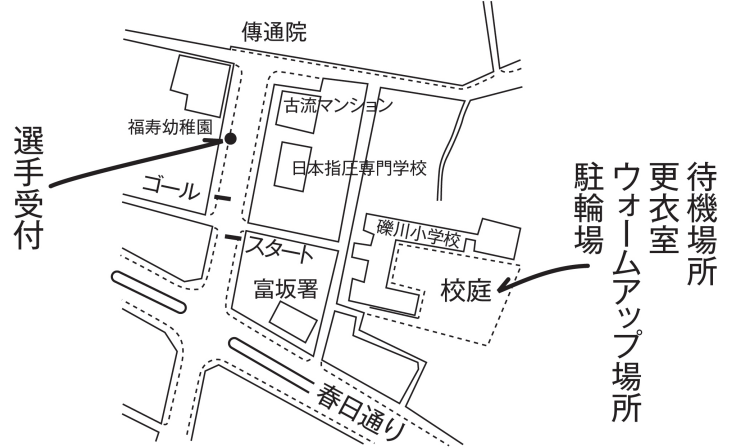 傳通院
古流マンション
福寿幼稚園
選手受付
日本指圧専門学校
ゴール
スタート
礫川小学校
富坂署
校庭
春日通り
待機場所
更衣室
ウォームアップ場所
駐輪場